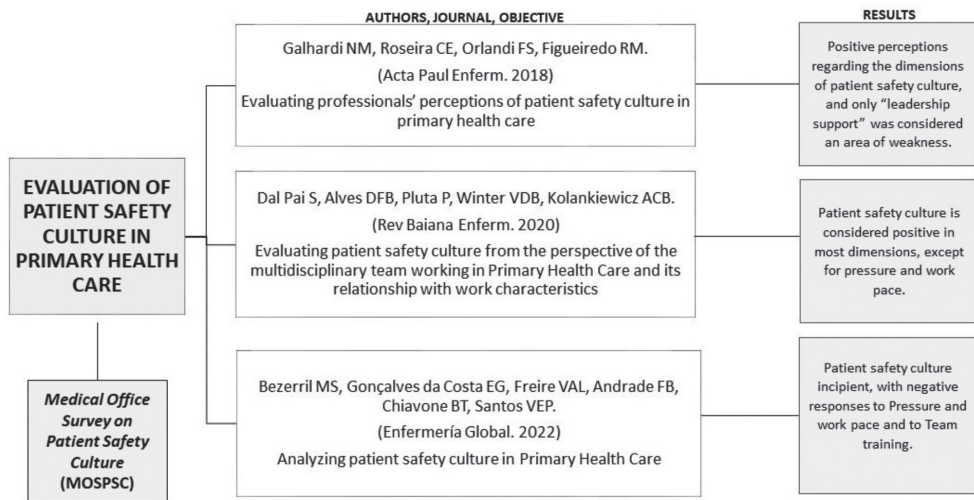 AUTHORS, JOURNAL, OBJECTIVE
RESULTS
EVALUATION OF
PATIENT SAFETY
CULTURE IN
PRIMARY HEALTH
CARE
Medical Office
Survey on
Patient Safety
Culture
(MOSPSC)
Galhardi NM, Roseira CE, Orlandi FS, Figueiredo RM.
(Acta Paul Enferm. 2018)
Evaluating professionals’ perceptions of patient safety culture in
primary health care
Positive perceptions
regarding the dimensions
of patient safety culture,
and only “leadership
support” was considered
an area of weakness.
Dal Pai S, Alves DFB, Pluta P, Winter VDB, Kolankiewicz ACB.
(Rev Baiana Enferm. 2020)
Evaluating patient safety culture from the perspective of the
multidisciplinary team working in Primary Health Care and its
relationship with work characteristics
Patient safety culture is
considered positive in
most dimensions, except
for pressure and work
pace.
Bezerril MS, Gonçalves da Costa EG, Freire VAL, Andrade FB,
Chiavone BT, Santos VEP.
(Enfermería Global. 2022)
Analyzing patient safety culture in Primary Health Care
Patient safety culture
incipient, with negative
responses to Pressure and
work pace and to Team
training.